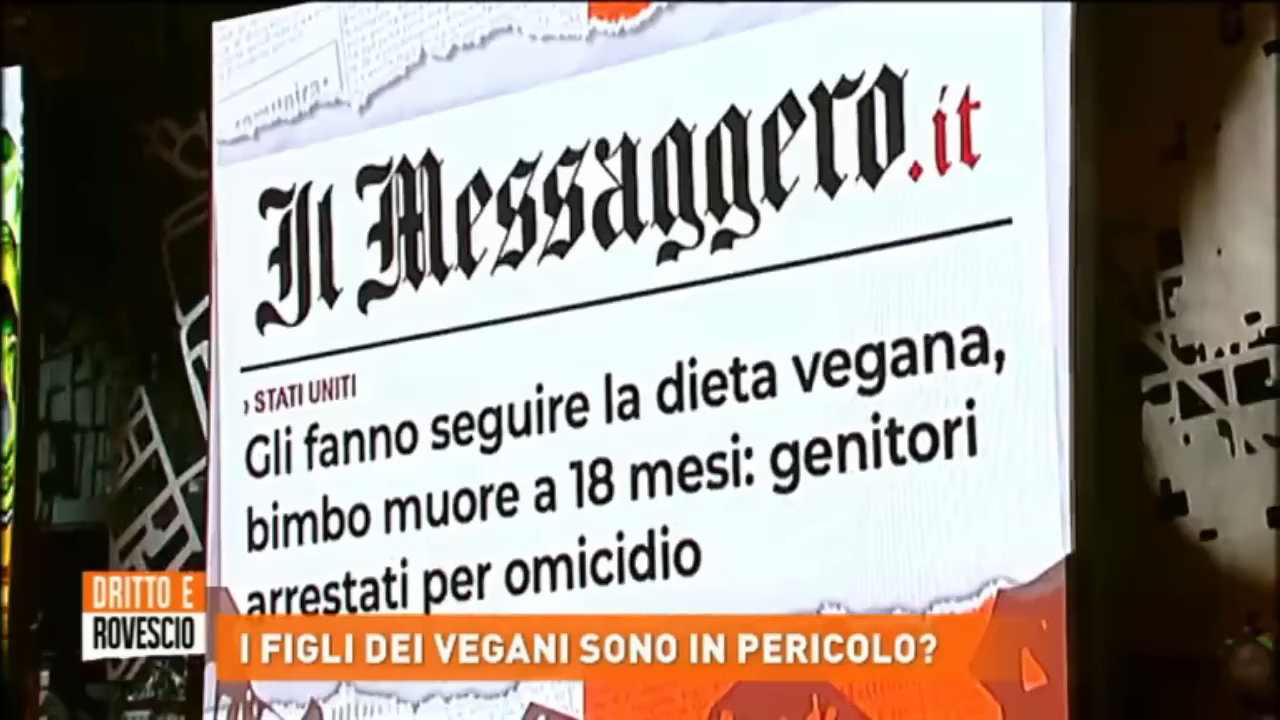 Il Messaggero.it
› STATI UNITI
Gli fanno seguire la dieta vegana,
bimbo muore a 18 mesi: genitori
arrestati per omicidio
DRITTO E
ROVESCIO
I FIGLI DEI VEGANI SONO IN PERICOLO?